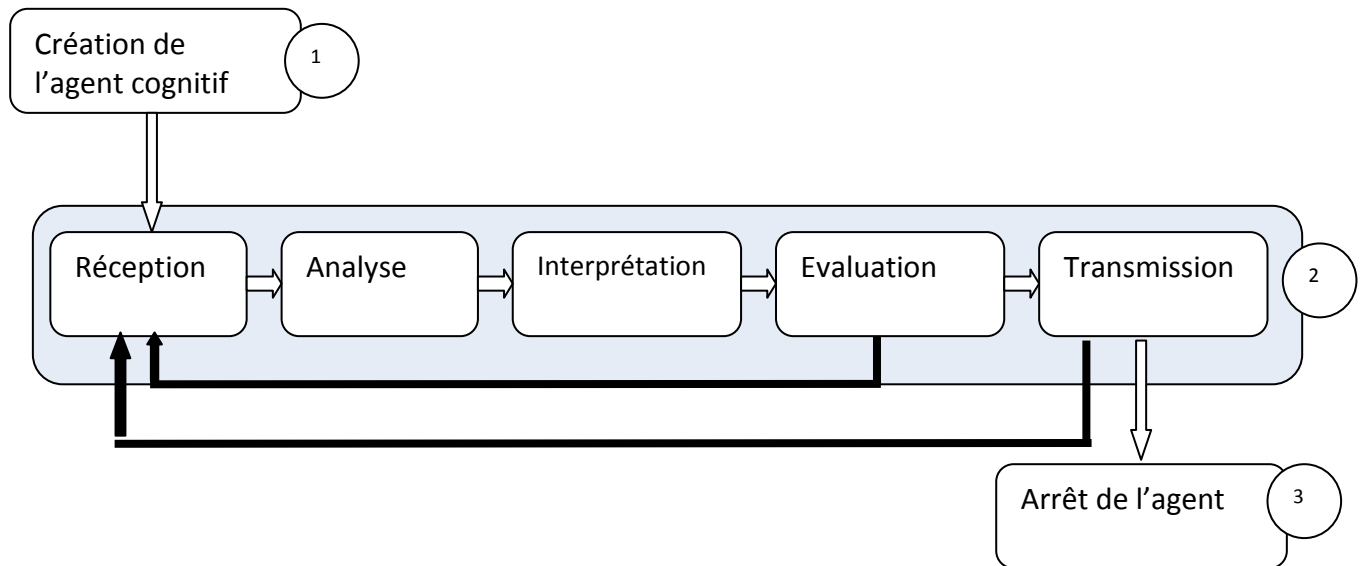 Création de
l’agent cognitif
1
Réception
Analyse
Interprétation
Evaluation
Transmission
2
Arrêt de l’agent
3